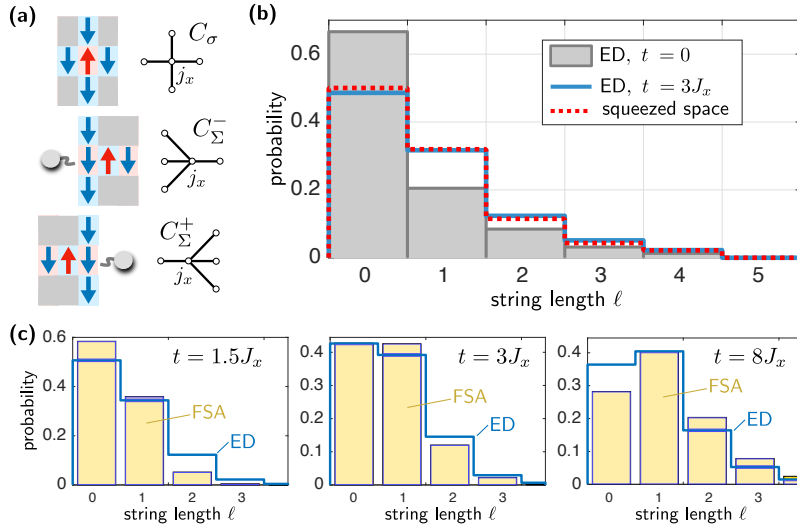 (a)
C_σ
j_x
C_Σ^-
j_x
C_Σ^+
j_x
(b)
probability
0.6
0.4
0.2
0
ED, t = 0
ED, t = 3J_x
squeezed space
0 1 2 3 4 5
string length ℓ
(c)
probability
0.6
0.4
0.2
0
t = 1.5J_x
FSA
ED
0 1 2 3
string length ℓ
0.4
0.3
0.2
0.1
0
t = 3J_x
FSA
ED
0 1 2 3
string length ℓ
0.4
0.3
0.2
0.1
0
t = 8J_x
FSA
ED
0 1 2 3
string length ℓ